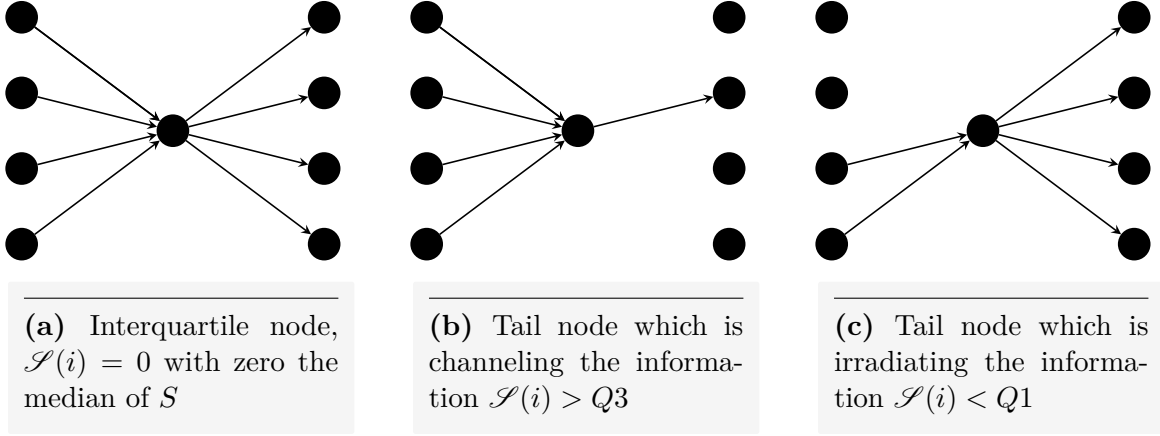 (a) Interquartile node,
𝒮(i) = 0 with zero the
median of S
(b) Tail node which is
channeling the informa-
tion 𝒮(i) > Q3
(c) Tail node which is
irradiating the informa-
tion 𝒮(i) < Q1